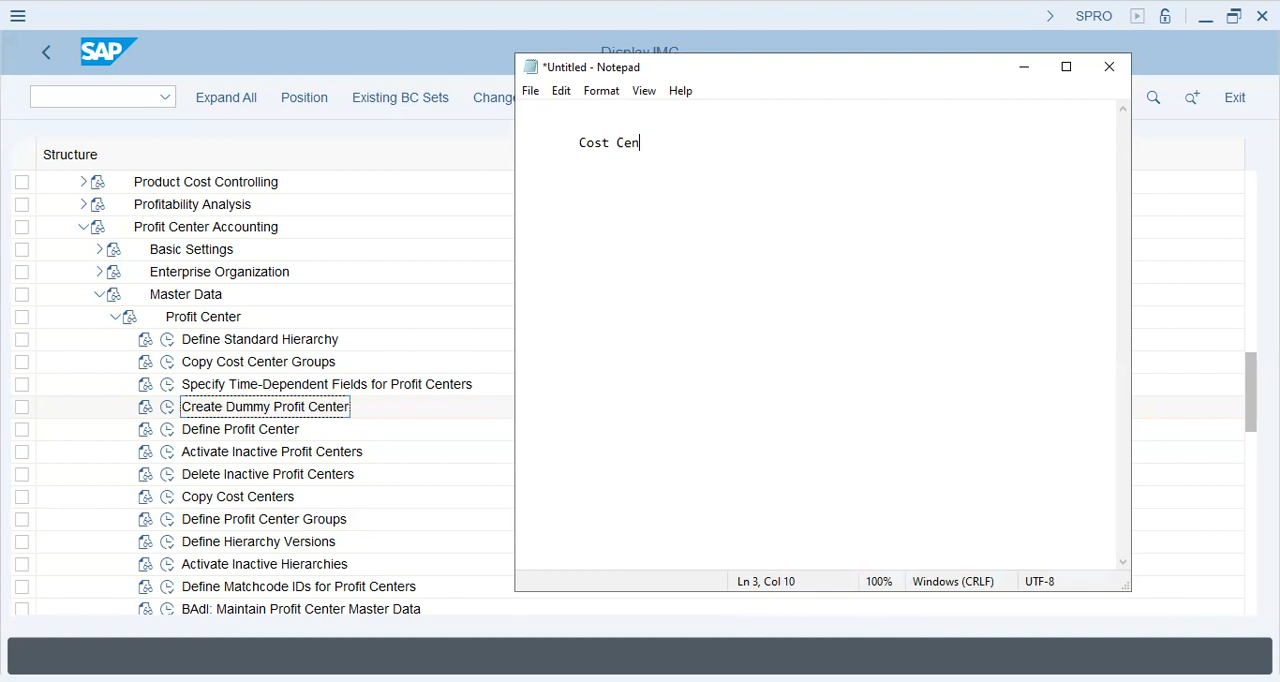 SPRO
SAP
Display IMG
Expand All
Position
Existing BC Sets
Change
Exit
*Untitled - Notepad
File
Edit
Format
View
Help
Cost Cen
Ln 3, Col 10
100%
Windows (CRLF)
UTF-8
Structure
Product Cost Controlling
Profitability Analysis
Profit Center Accounting
Basic Settings
Enterprise Organization
Master Data
Profit Center
Define Standard Hierarchy
Copy Cost Center Groups
Specify Time-Dependent Fields for Profit Centers
Create Dummy Profit Center
Define Profit Center
Activate Inactive Profit Centers
Delete Inactive Profit Centers
Copy Cost Centers
Define Profit Center Groups
Define Hierarchy Versions
Activate Inactive Hierarchies
Define Matchcode IDs for Profit Centers
BAdI: Maintain Profit Center Master Data